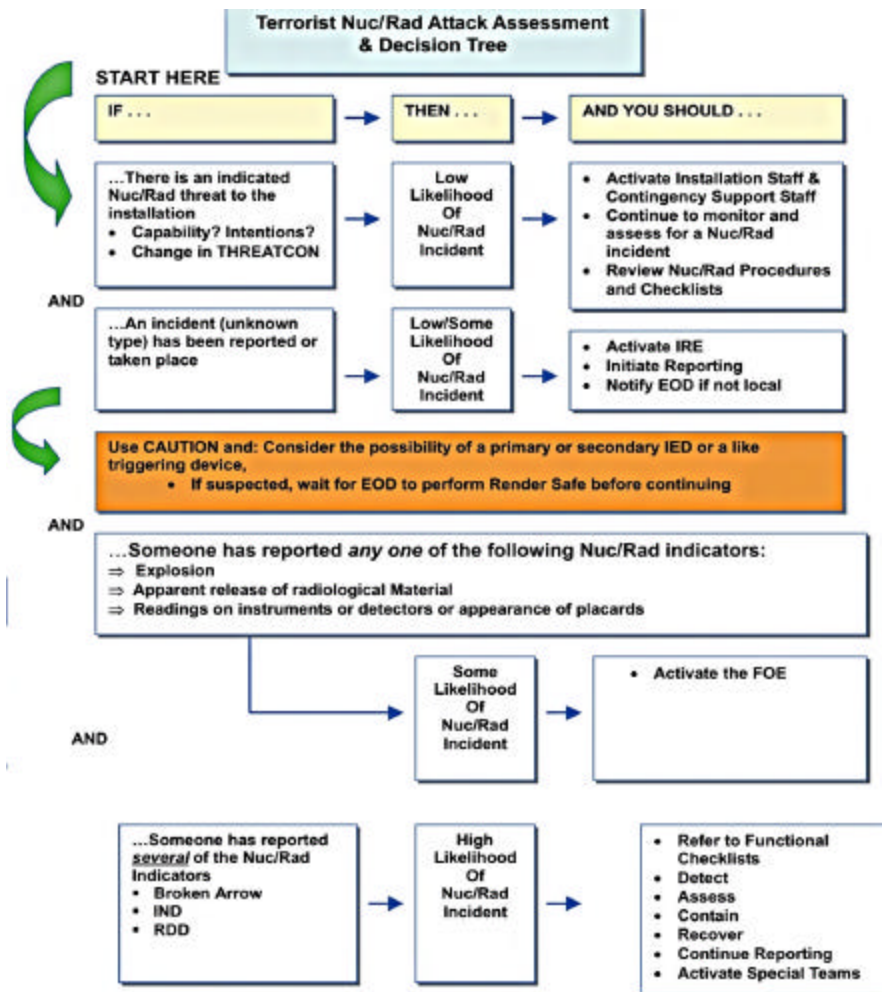 Terrorist Nuc/Rad Attack Assessment
& Decision Tree
START HERE
IF . . .
THEN . . .
AND YOU SHOULD . . .
...There is an indicated
Nuc/Rad threat to the
installation
• Capability? Intentions?
• Change in THREATCON
Low
Likelihood
Of
Nuc/Rad
Incident
• Activate Installation Staff &
Contingency Support Staff
• Continue to monitor and
assess for a Nuc/Rad
incident
• Review Nuc/Rad Procedures
and Checklists
AND
...An incident (unknown
type) has been reported or
taken place
Low/Some
Likelihood
Of
Nuc/Rad
Incident
• Activate IRE
• Initiate Reporting
• Notify EOD if not local
Use CAUTION and: Consider the possibility of a primary or secondary IED or a like
triggering device,
• If suspected, wait for EOD to perform Render Safe before continuing
AND
...Someone has reported any one of the following Nuc/Rad indicators:
⇒ Explosion
⇒ Apparent release of radiological Material
⇒ Readings on instruments or detectors or appearance of placards
Some
Likelihood
Of
Nuc/Rad
Incident
• Activate the FOE
AND
...Someone has reported
several of the Nuc/Rad
Indicators
• Broken Arrow
• IND
• RDD
High
Likelihood
Of
Nuc/Rad
Incident
• Refer to Functional
Checklists
• Detect
• Assess
• Contain
• Recover
• Continue Reporting
• Activate Special Teams